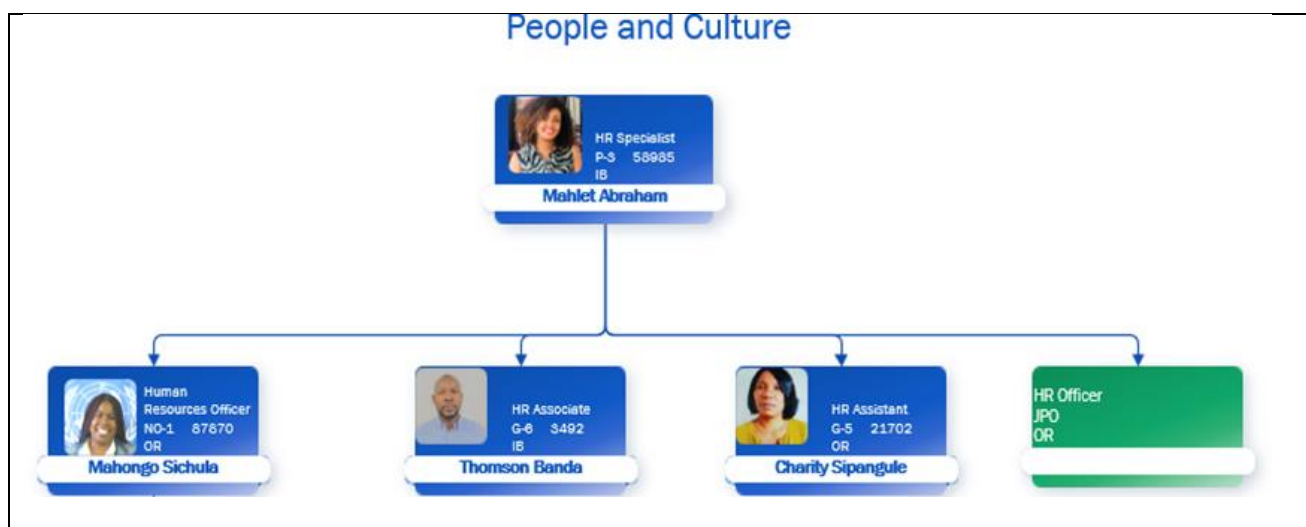 People and Culture
HR Specialist
P-3 58985
IB
Mahlet Abraham
Human
Resources Officer
NO-1 87870
OR
Mahongo Sichula
HR Associate
G-6 3492
IB
Thomson Banda
HR Assistant
G-5 21702
OR
Charity Sipangule
HR Officer
JPO
OR